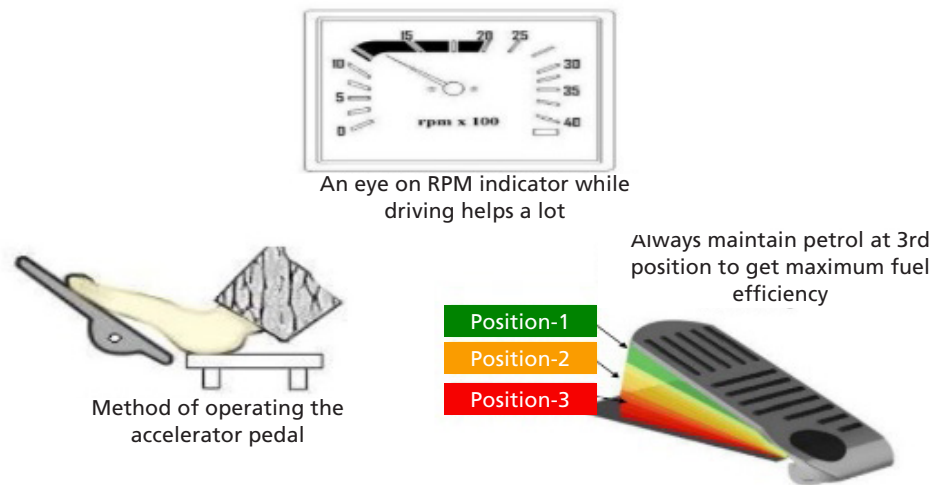 15 20 25
10 30
5 35
0 40
rpm x 100
An eye on RPM indicator while
driving helps a lot
Always maintain petrol at 3rd
position to get maximum fuel
efficiency
Position-1
Position-2
Position-3
Method of operating the
accelerator pedal